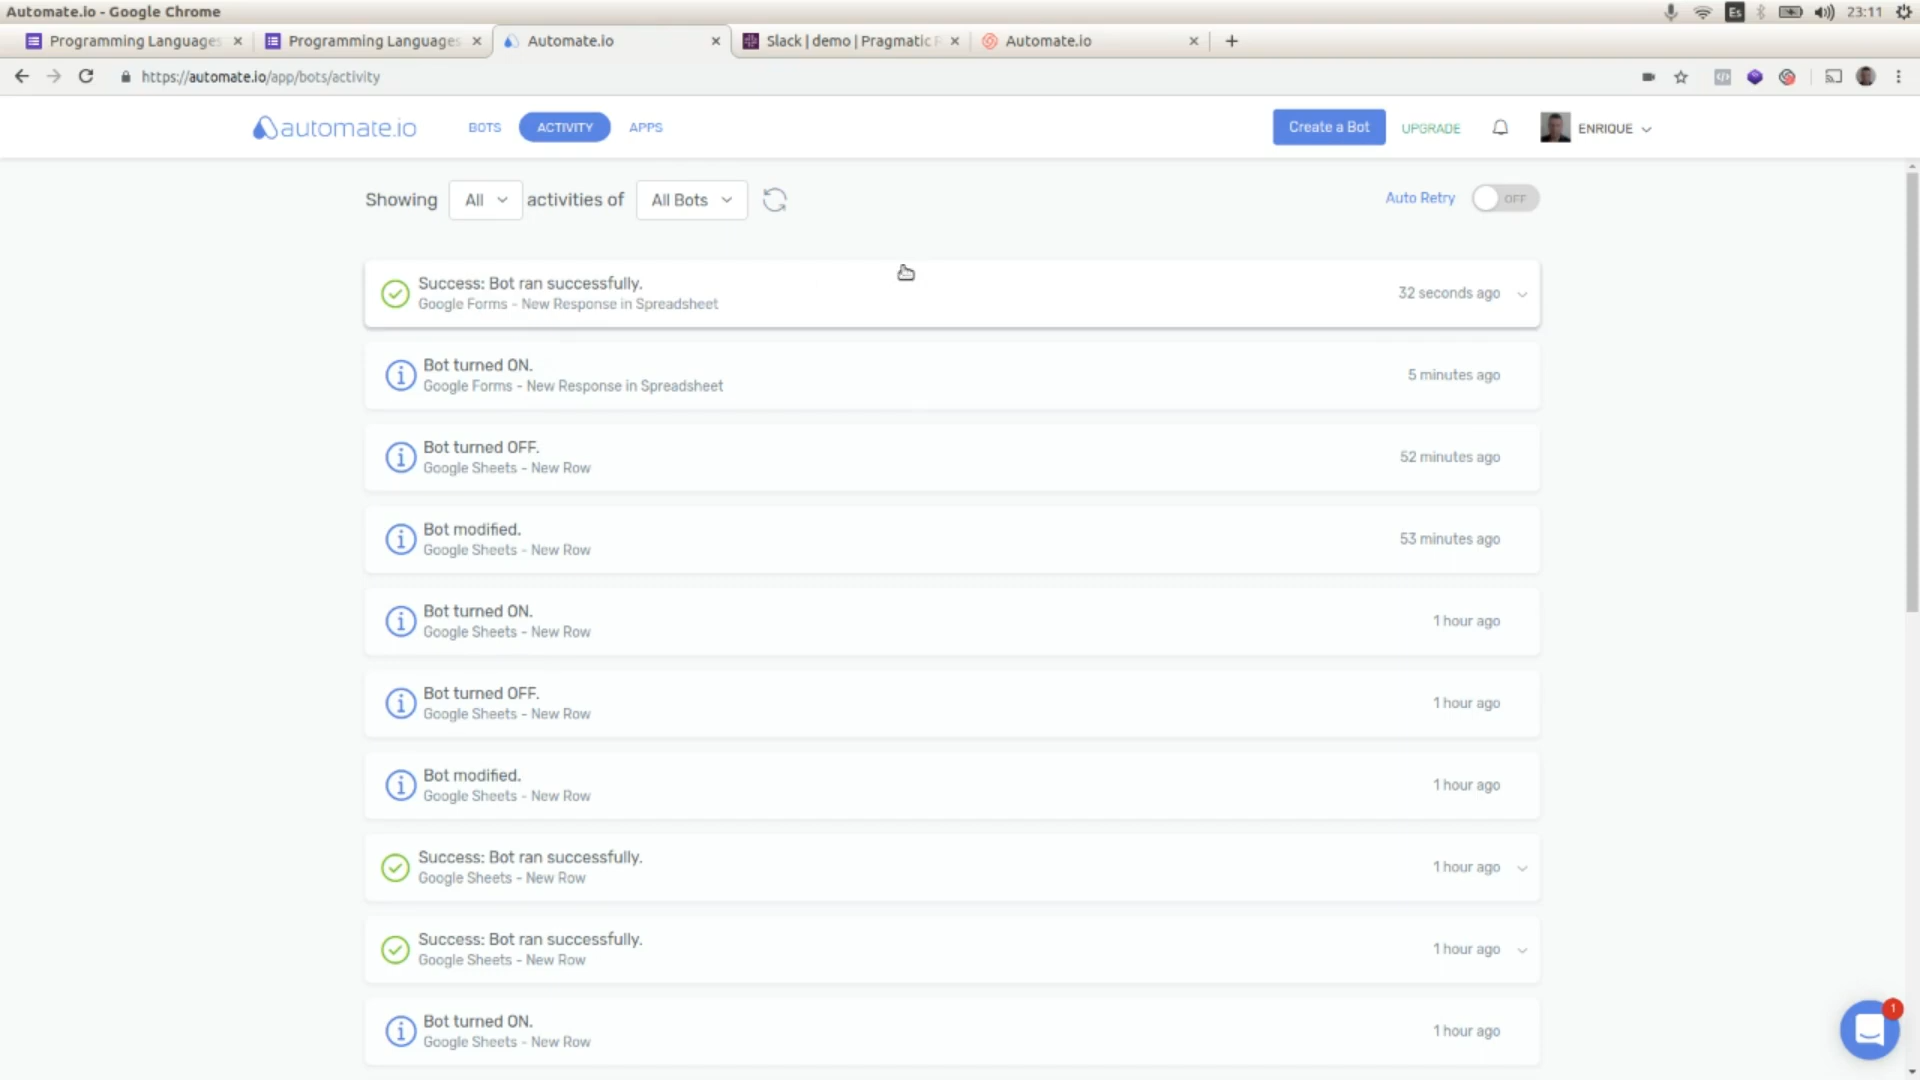 Automate.io - Google Chrome
Es
23:11
Programming Languages
Programming Languages
Automate.io
Slack | demo | Pragmatic
Automate.io
https://automate.io/app/bots/activity
automate.io
BOTS
ACTIVITY
APPS
Create a Bot
UPGRADE
ENRIQUE
Showing
All
activities of
All Bots
Auto Retry
OFF
Success: Bot ran successfully.
Google Forms - New Response in Spreadsheet
32 seconds ago
Bot turned ON.
Google Forms - New Response in Spreadsheet
5 minutes ago
Bot turned OFF.
Google Sheets - New Row
52 minutes ago
Bot modified.
Google Sheets - New Row
53 minutes ago
Bot turned ON.
Google Sheets - New Row
1 hour ago
Bot turned OFF.
Google Sheets - New Row
1 hour ago
Bot modified.
Google Sheets - New Row
1 hour ago
Success: Bot ran successfully.
Google Sheets - New Row
1 hour ago
Success: Bot ran successfully.
Google Sheets - New Row
1 hour ago
Bot turned ON.
Google Sheets - New Row
1 hour ago
1